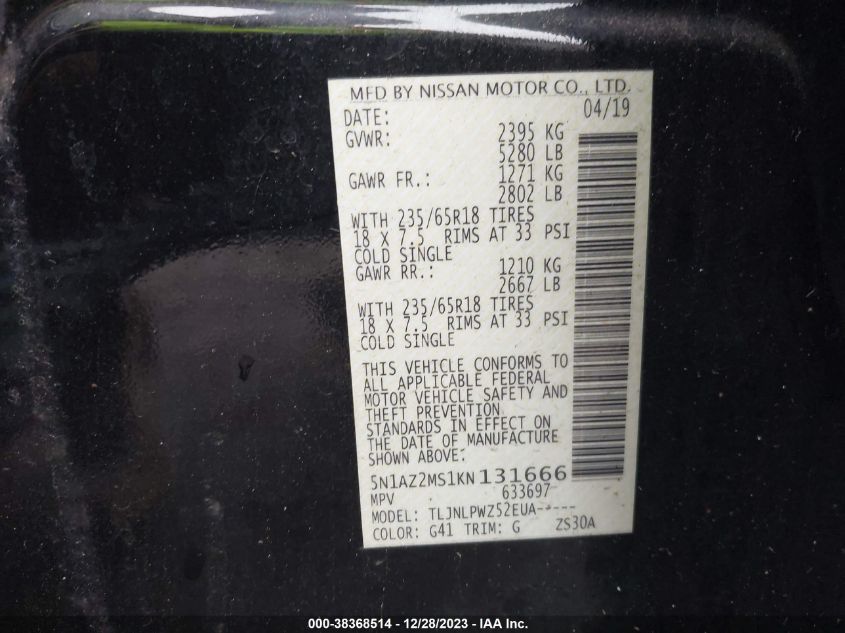 MFD BY NISSAN MOTOR CO., LTD.
DATE: 04/19
GVWR: 2395 KG
5280 LB
GAWR FR.: 1271 KG
2802 LB
WITH 235/65R18 TIRES
18 X 7.5 RIMS AT 33 PSI
COLD SINGLE
GAWR RR.: 1210 KG
2667 LB
WITH 235/65R18 TIRES
18 X 7.5 RIMS AT 33 PSI
COLD SINGLE
THIS VEHICLE CONFORMS TO
ALL APPLICABLE FEDERAL
MOTOR VEHICLE SAFETY AND
THEFT PREVENTION
STANDARDS IN EFFECT ON
THE DATE OF MANUFACTURE
SHOWN ABOVE:
5N1AZ2MS1KN131666
MPV 633697
MODEL: TLJNLPWZ52EUA-----
COLOR: G41 TRIM: G ZS30A
000-38368514 - 12/28/2023 - IAA Inc.